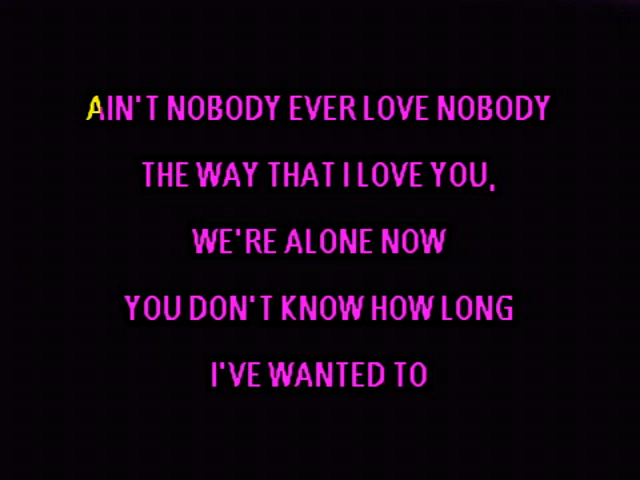 AIN'T NOBODY EVER LOVE NOBODY
THE WAY THAT I LOVE YOU,
WE'RE ALONE NOW
YOU DON'T KNOW HOW LONG
I'VE WANTED TO